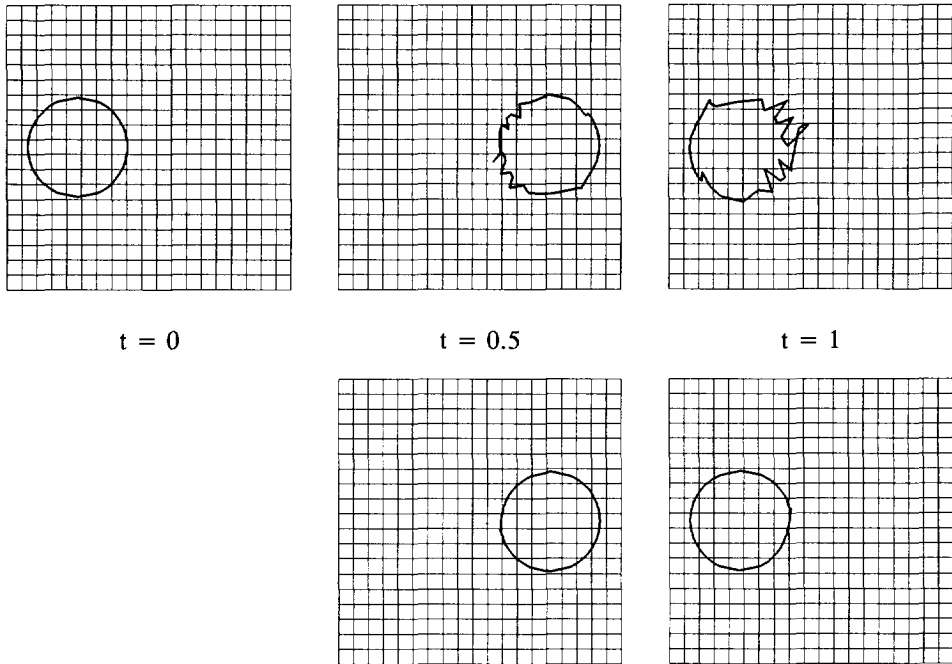 t = 0
t = 0.5
t = 1